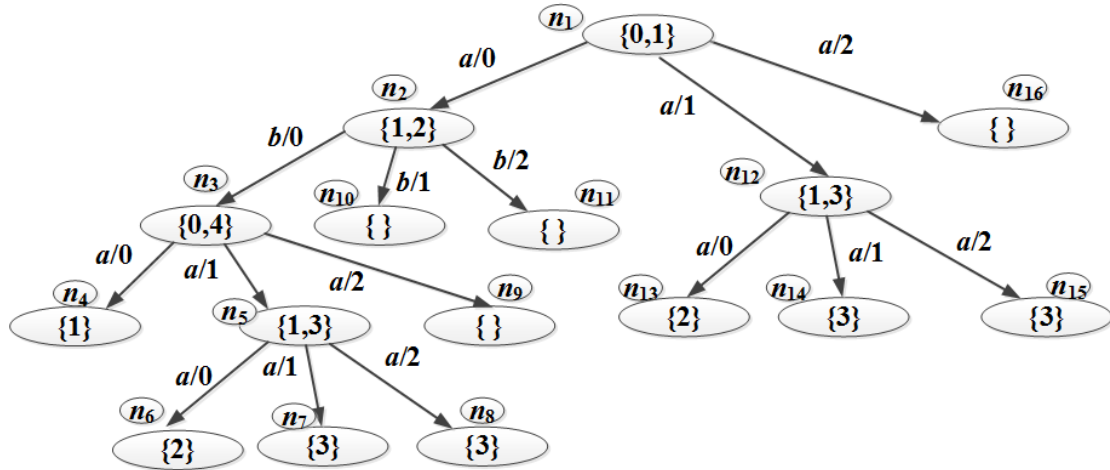 n1
{0,1}
a/0
a/2
a/1
n2
{1,2}
n16
{ }
b/0
b/1
b/2
n3
{0,4}
n10
{ }
n11
{ }
n12
{1,3}
a/0
a/1
a/2
n4
{1}
n5
{1,3}
n9
{ }
a/0
a/1
a/2
n13
{2}
n14
{3}
n15
{3}
a/0
a/1
a/2
n6
{2}
n7
{3}
n8
{3}